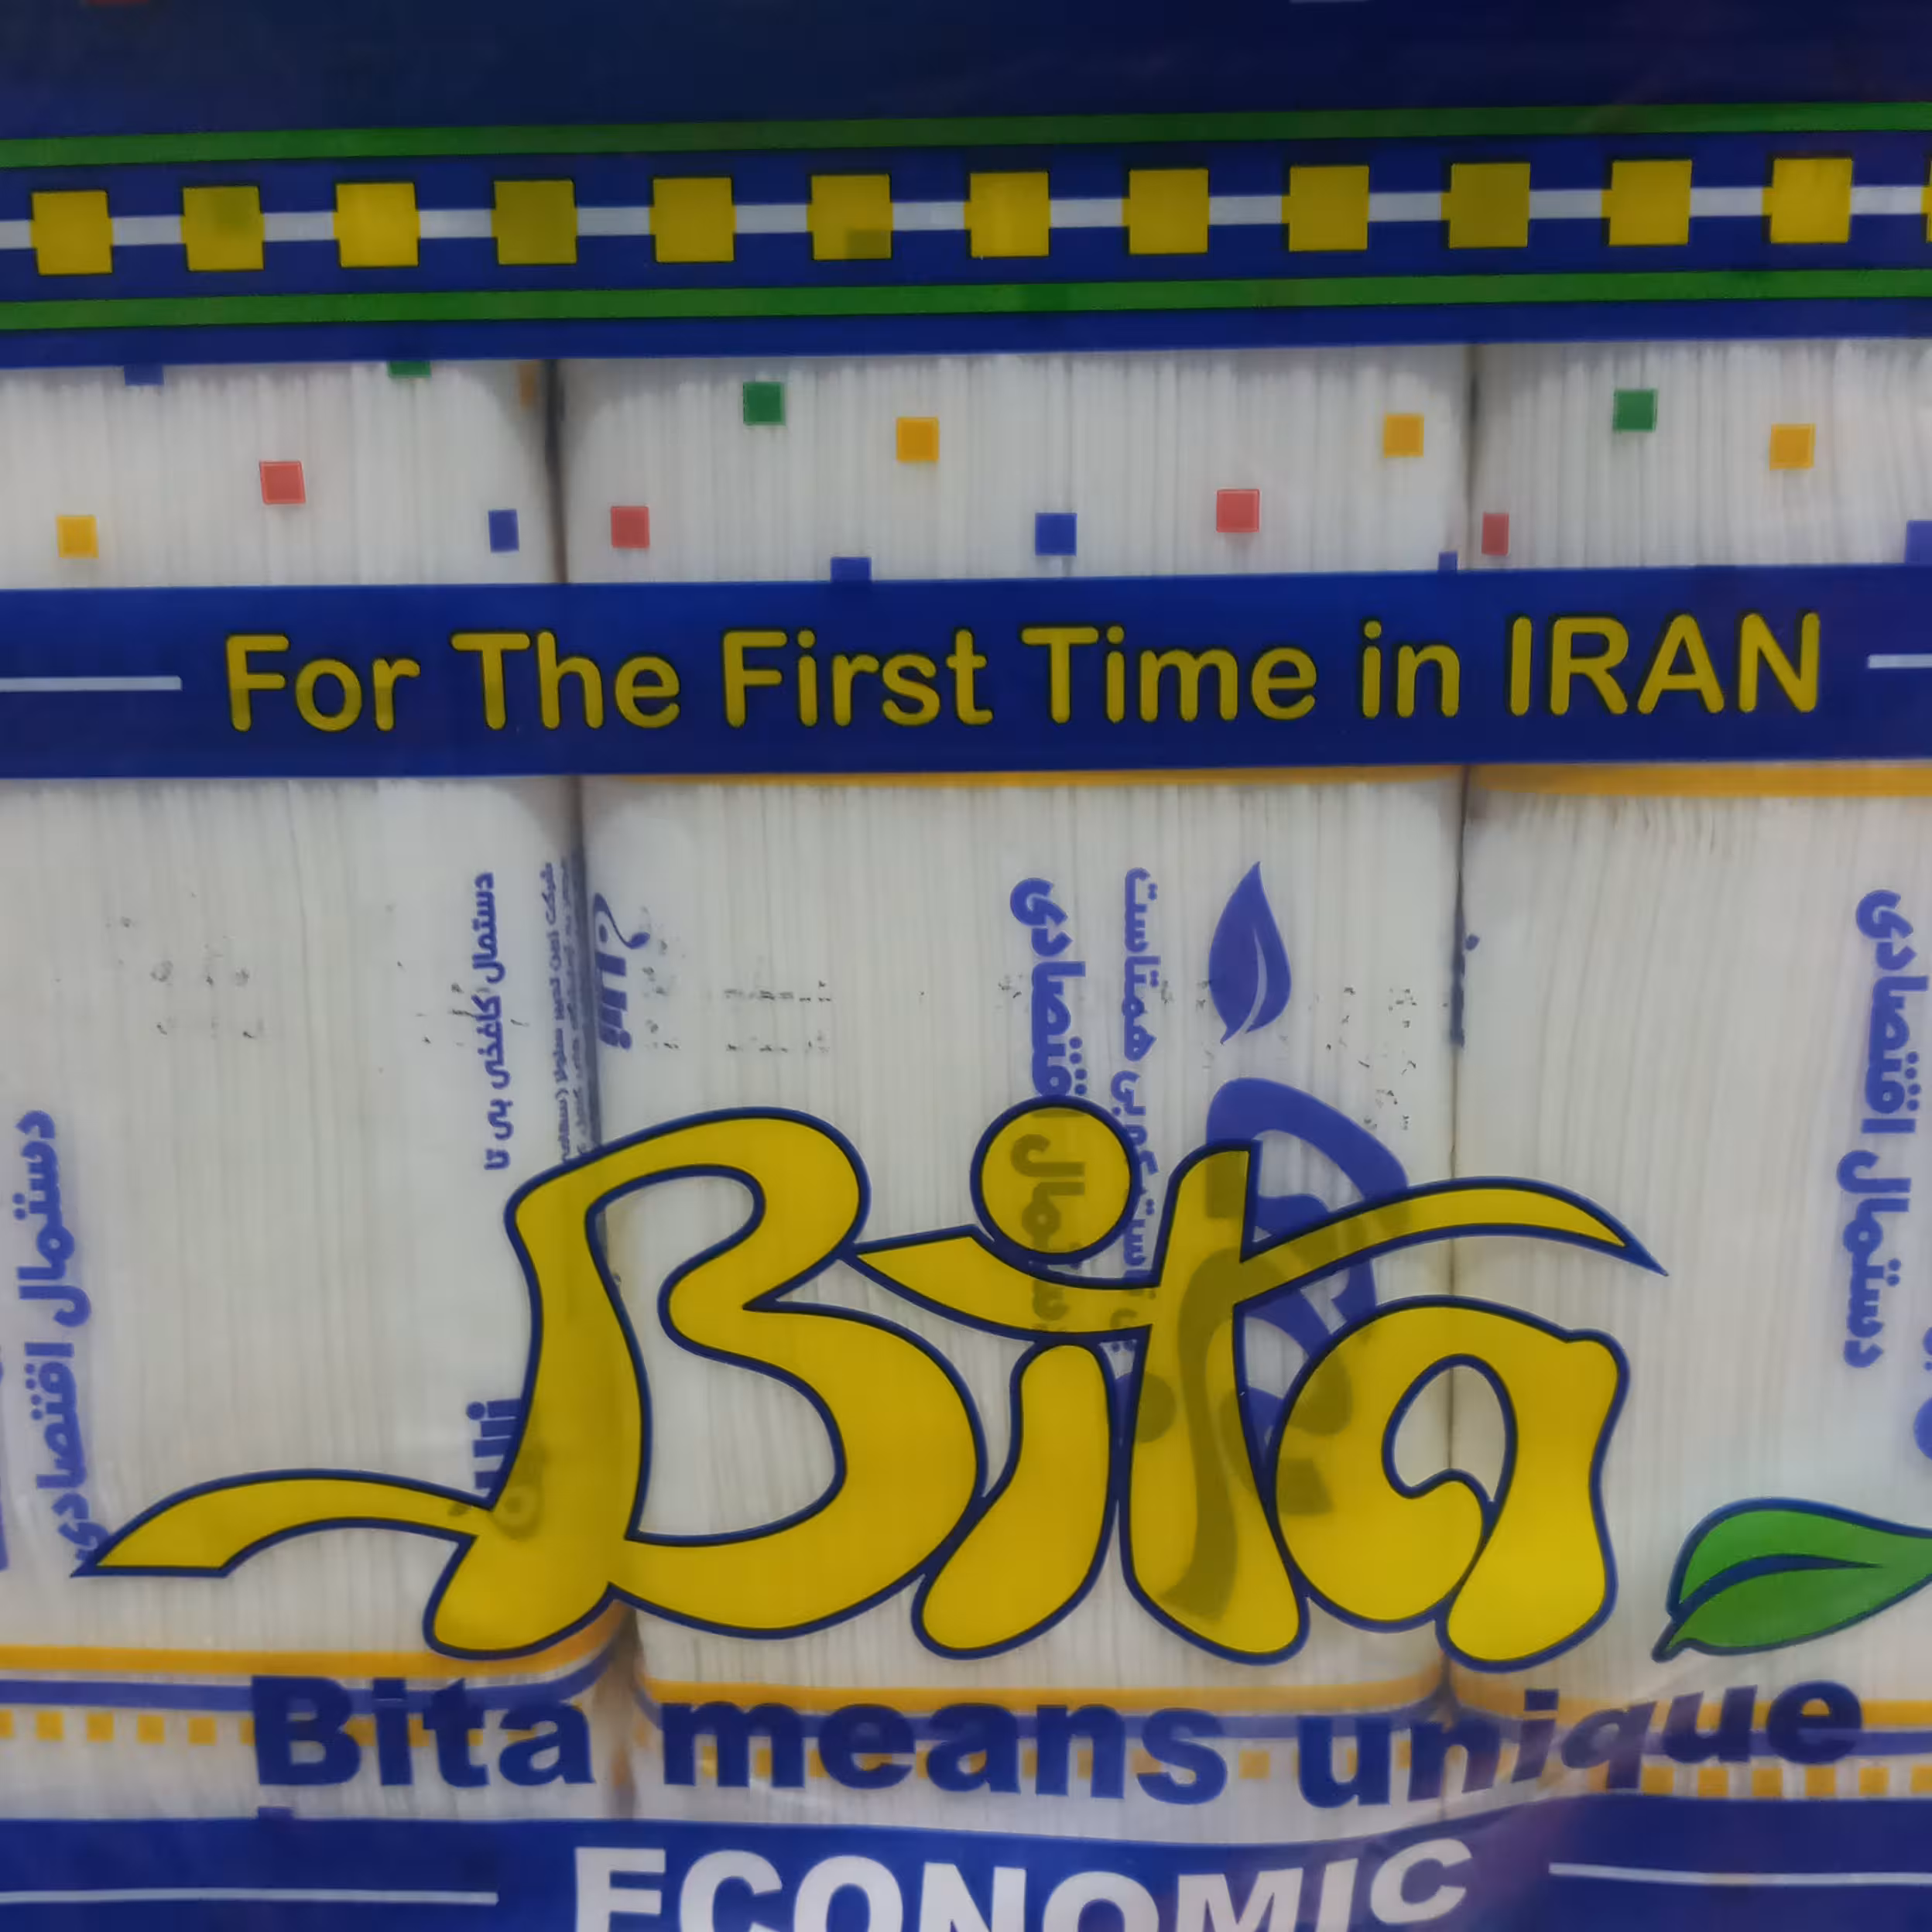 For The First Time in IRAN
دستمال اقتصادی
دستمال کاغذی بی تا
دستمال اقتصادی
دستمال اقتصادی
Bita
Bita means unique
ECONOMIC